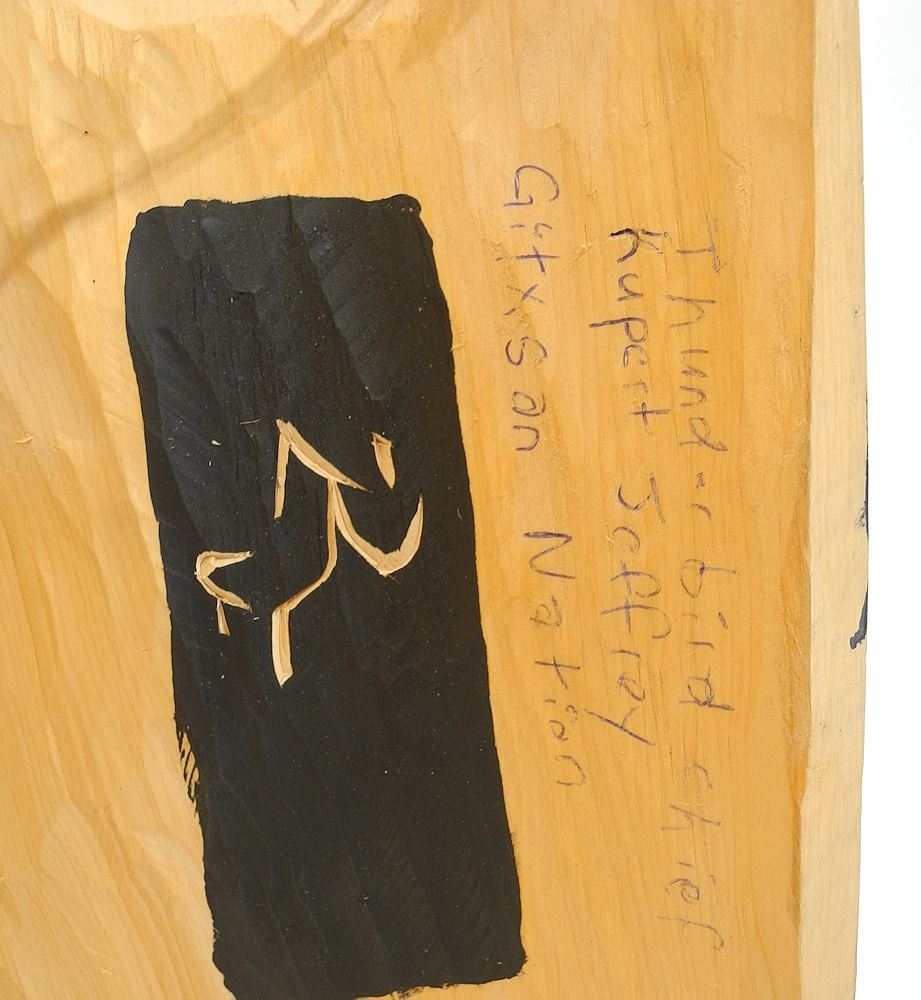 Thunderbird chief
Rupert Jeffrey
Gitxsan Nation